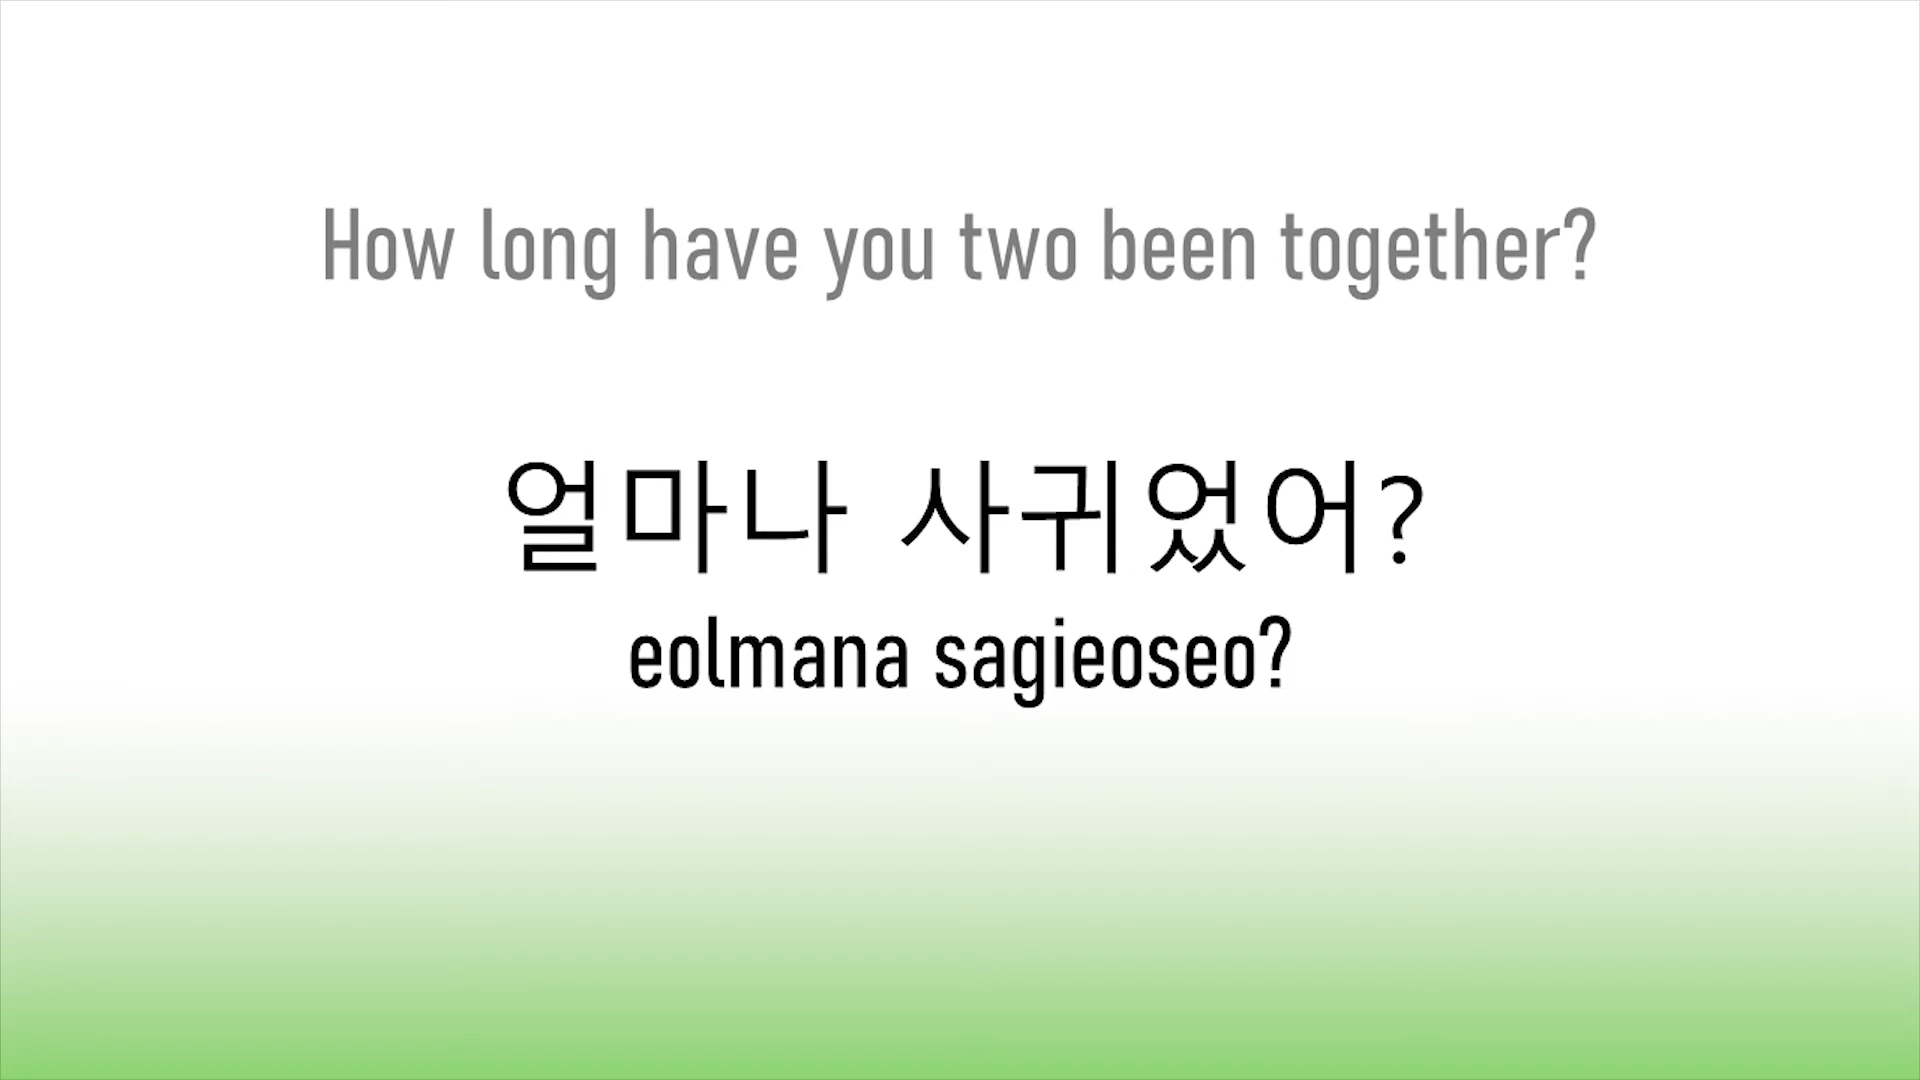 How long have you two been together?
얼마나 사귀었어?
eolmana sagieoseo?